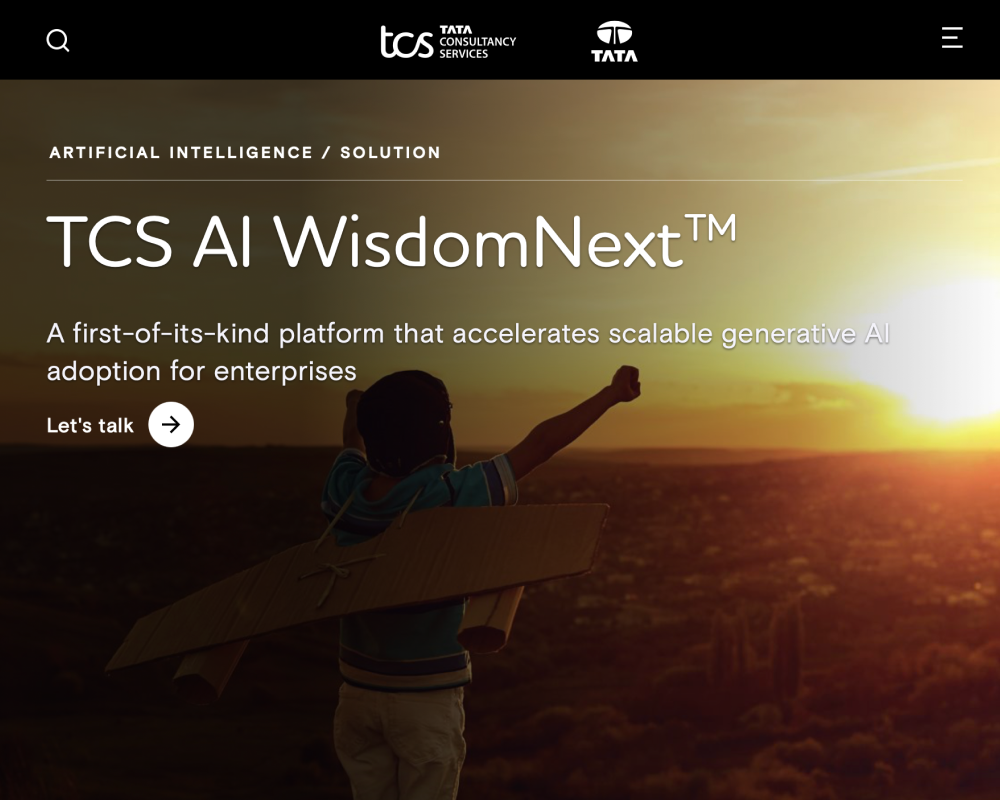 tcs TATA
CONSULTANCY
SERVICES
TATA
ARTIFICIAL INTELLIGENCE / SOLUTION
TCS AI WisdomNext™
A first-of-its-kind platform that accelerates scalable generative AI
adoption for enterprises
Let's talk